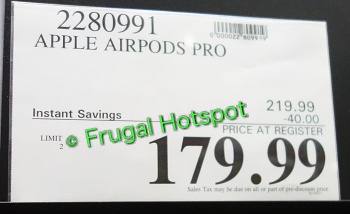 2280991
APPLE AIRPODS PRO
219.99
Instant Savings -40.00
PRICE AT REGISTER
LIMIT
2
179.99
© Frugal Hotspot
Sales Tax may be due on all or part of pre-discount price